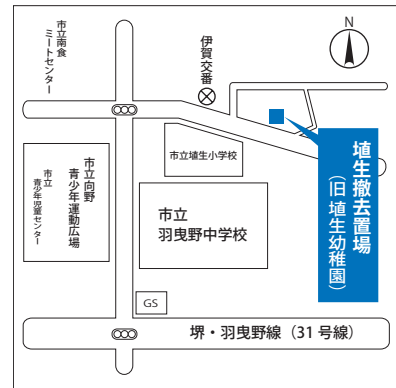 市立南食
ミートセンター
伊賀交番
N
市立埴生小学校
埴生撤去置場
（旧 埴生幼稚園）
市立向野
青少年運動広場
市立
青少年児童センター
市立
羽曳野中学校
GS
堺・羽曳野線（31号線）